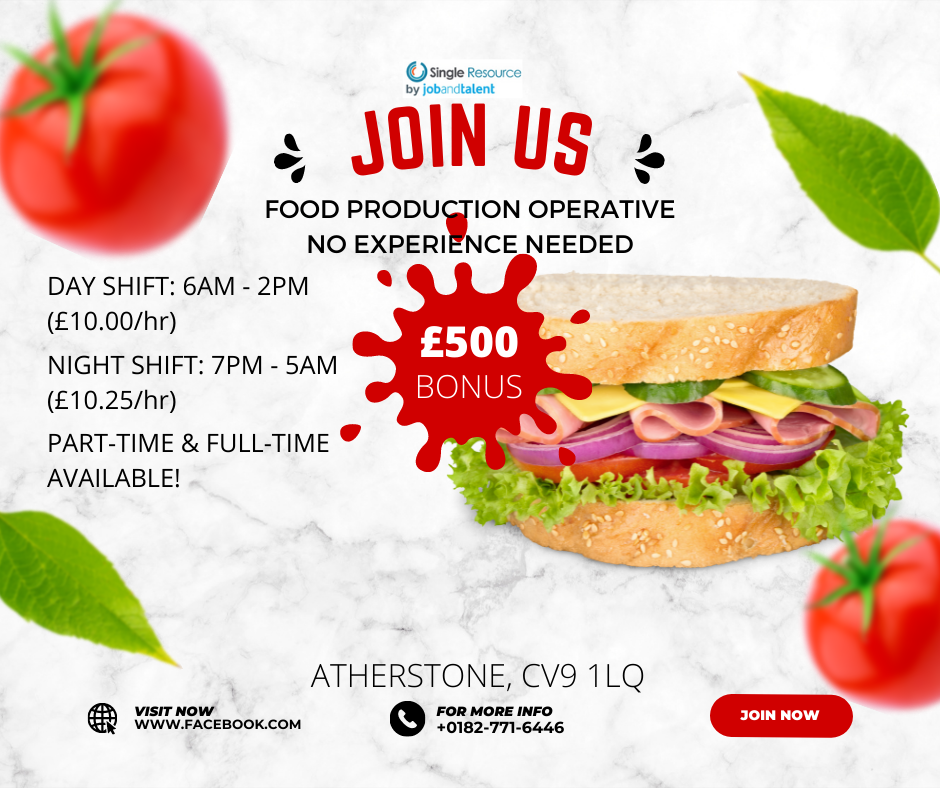 Single Resource
by jobandtalent
JOIN US
FOOD PRODUCTION OPERATIVE
NO EXPERIENCE NEEDED
DAY SHIFT: 6AM - 2PM
(£10.00/hr)
NIGHT SHIFT: 7PM - 5AM
(£10.25/hr)
PART-TIME & FULL-TIME
AVAILABLE!
£500
BONUS
ATHERSTONE, CV9 1LQ
VISIT NOW
WWW.FACEBOOK.COM
FOR MORE INFO
+0182-771-6446
JOIN NOW